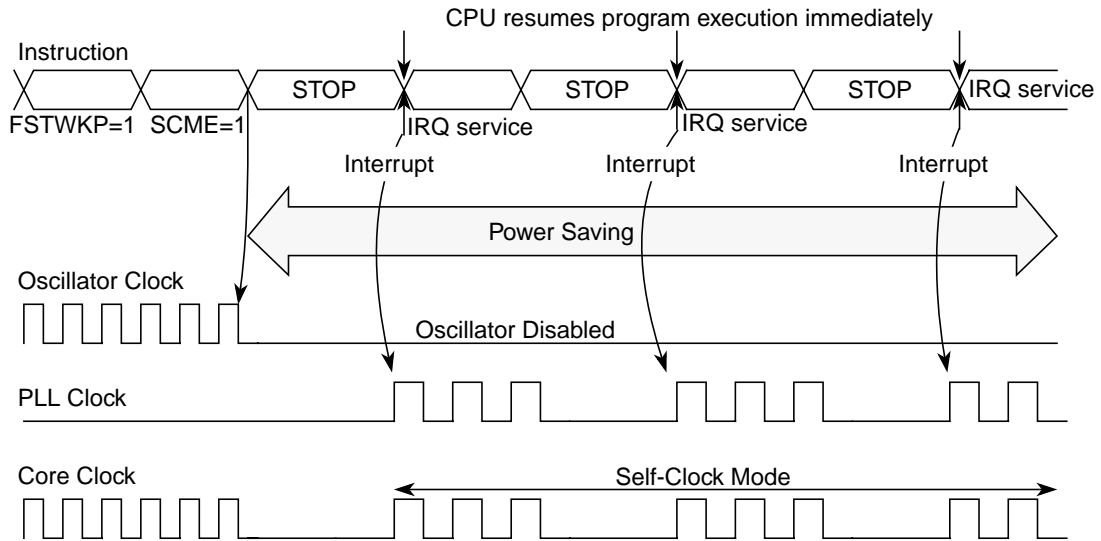 CPU resumes program execution immediately
Instruction
STOP STOP STOP IRQ service
FSTWKP=1 SCME=1 IRQ service IRQ service
Interrupt Interrupt Interrupt
Power Saving
Oscillator Clock
Oscillator Disabled
PLL Clock
Core Clock Self-Clock Mode